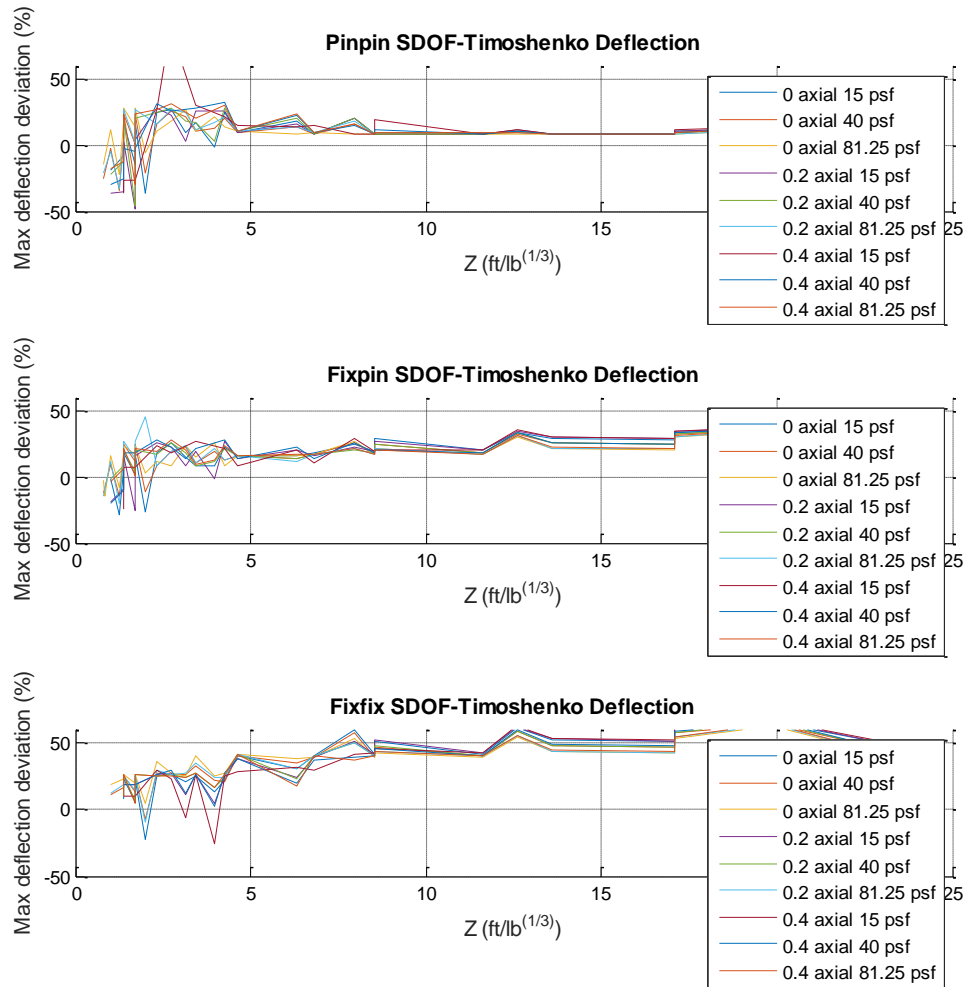 Pinpin SDOF-Timoshenko Deflection
Max deflection deviation (%)
50
0
-50
0 5 10 15 25
Z (ft/lb^(1/3))
0 axial 15 psf
0 axial 40 psf
0 axial 81.25 psf
0.2 axial 15 psf
0.2 axial 40 psf
0.2 axial 81.25 psf
0.4 axial 15 psf
0.4 axial 40 psf
0.4 axial 81.25 psf
Fixpin SDOF-Timoshenko Deflection
Max deflection deviation (%)
50
0
-50
0 5 10 15 25
Z (ft/lb^(1/3))
0 axial 15 psf
0 axial 40 psf
0 axial 81.25 psf
0.2 axial 15 psf
0.2 axial 40 psf
0.2 axial 81.25 psf
0.4 axial 15 psf
0.4 axial 40 psf
0.4 axial 81.25 psf
Fixfix SDOF-Timoshenko Deflection
Max deflection deviation (%)
50
0
-50
0 5 10 15 25
Z (ft/lb^(1/3))
0 axial 15 psf
0 axial 40 psf
0 axial 81.25 psf
0.2 axial 15 psf
0.2 axial 40 psf
0.2 axial 81.25 psf
0.4 axial 15 psf
0.4 axial 40 psf
0.4 axial 81.25 psf